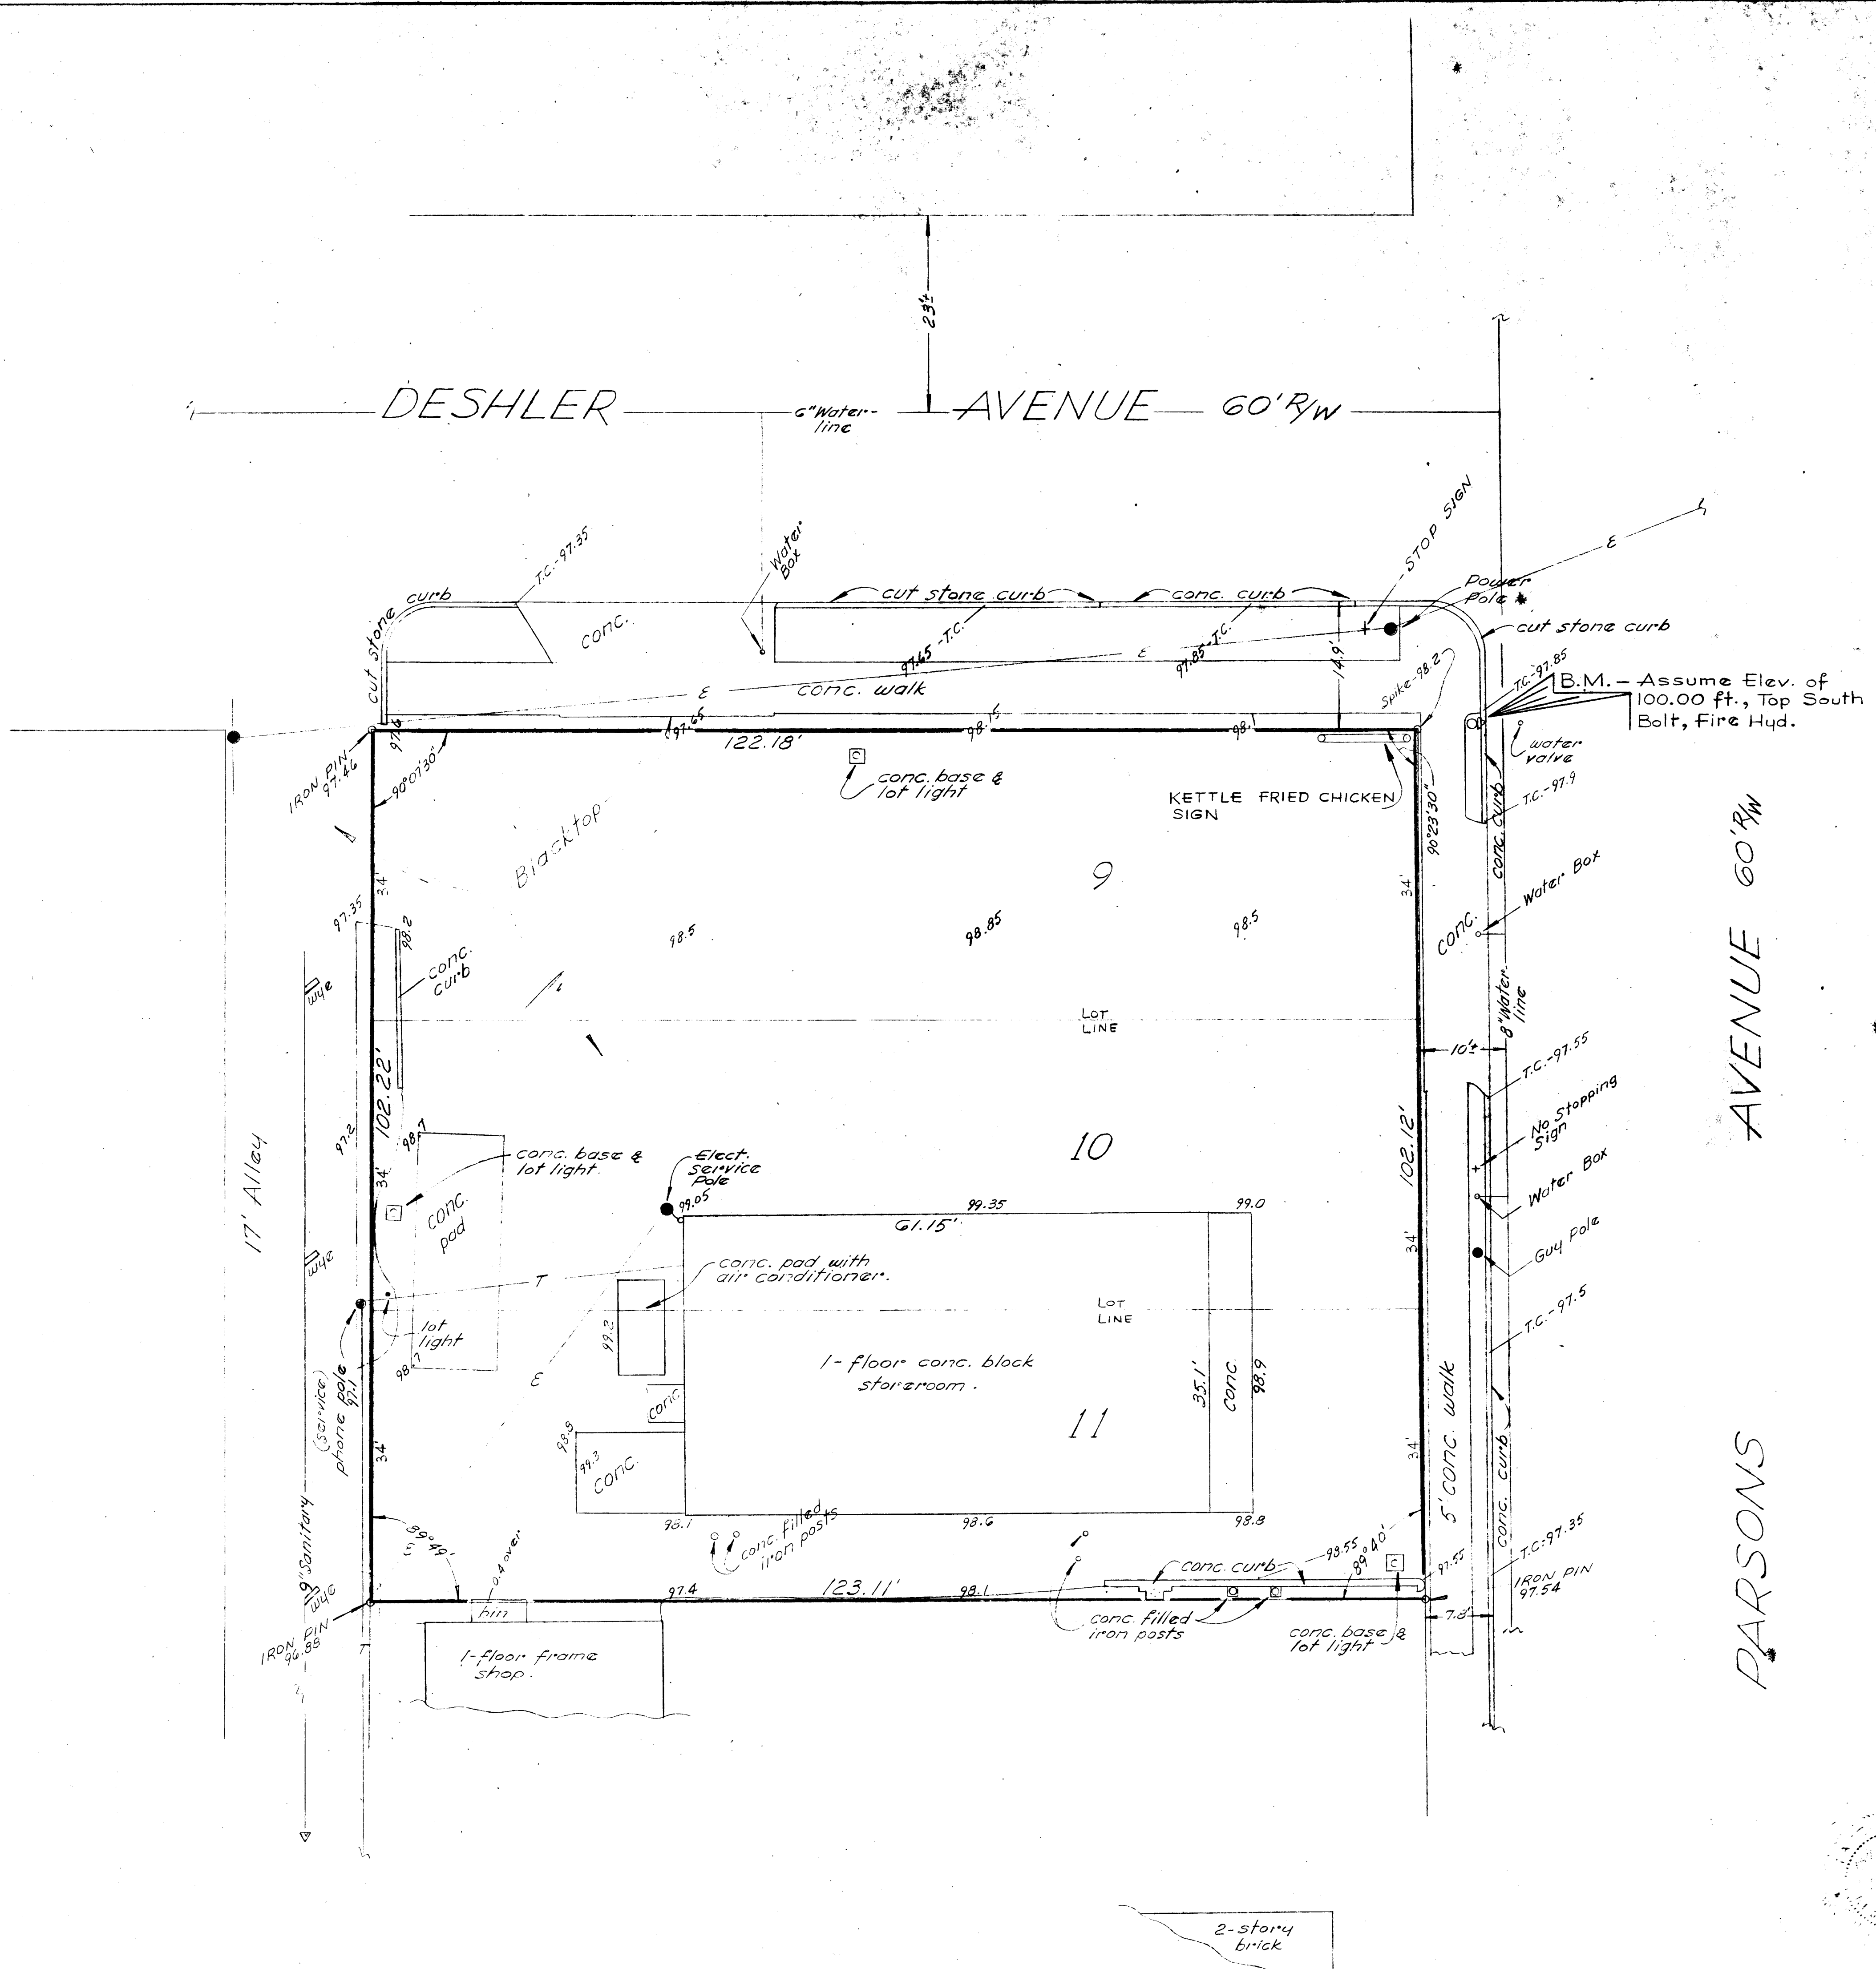 23'±
DESHLER
6" Water-
line
AVENUE
60' R/W
STOP SIGN
E
T.C.-97.35
Water
Box
curb
cut stone curb
conc. curb
Power
Pole
cut stone
conc.
97.65 -T.C.
97.85-T.C.
14.9'
cut stone curb
E
E
conc. walk
Spike-98.2
T.C.-97.85
B.M. - Assume Elev. of
100.00 ft., Top South
Bolt, Fire Hyd.
97.6
97.65
98.15
98.1
122.18'
IRON PIN
97.46
90°07'30"
C
conc. base &
lot light
water
valve
KETTLE FRIED CHICKEN
SIGN
90°23'30"
T.C.-97.9
conc. curb
Blacktop
9
34'
34'
Water Box
97.35
98.2
98.5
98.85
98.5
conc.
conc.
curb
wye
LOT
LINE
8" Water-
line
10'±
102.22'
T.C.-97.55
AVENUE 60' R/W
97.2
98.7
No Stopping
Sign
10
102.12'
17' Alley
34'
conc. base &
lot light.
Elect.
service
Pole
Water Box
C
conc.
pad
99.05
99.35
99.0
61.15'
34'
Guy Pole
wye
T
conc. pad with
air conditioner.
T.C.-97.5
LOT
LINE
lot
light
99.2
98.7
(service)
phone pole
97.1
E
1-floor conc. block
storeroom.
35.1'
conc.
98.9
conc.
11
34'
34'
5' conc. walk
conc. curb
PARSONS
99.3
conc.
98.1
98.6
98.8
conc. filled
iron posts
9" Sanitary
0.4 over
conc. curb
98.55
89°40'
C
97.55
T.C.-97.35
IRON PIN
97.54
wye
97.4
123.11'
98.1
bin
conc. filled
iron posts
conc. base &
lot light
7.8'
IRON PIN
96.88
T
1-floor frame
shop.
2-story
brick